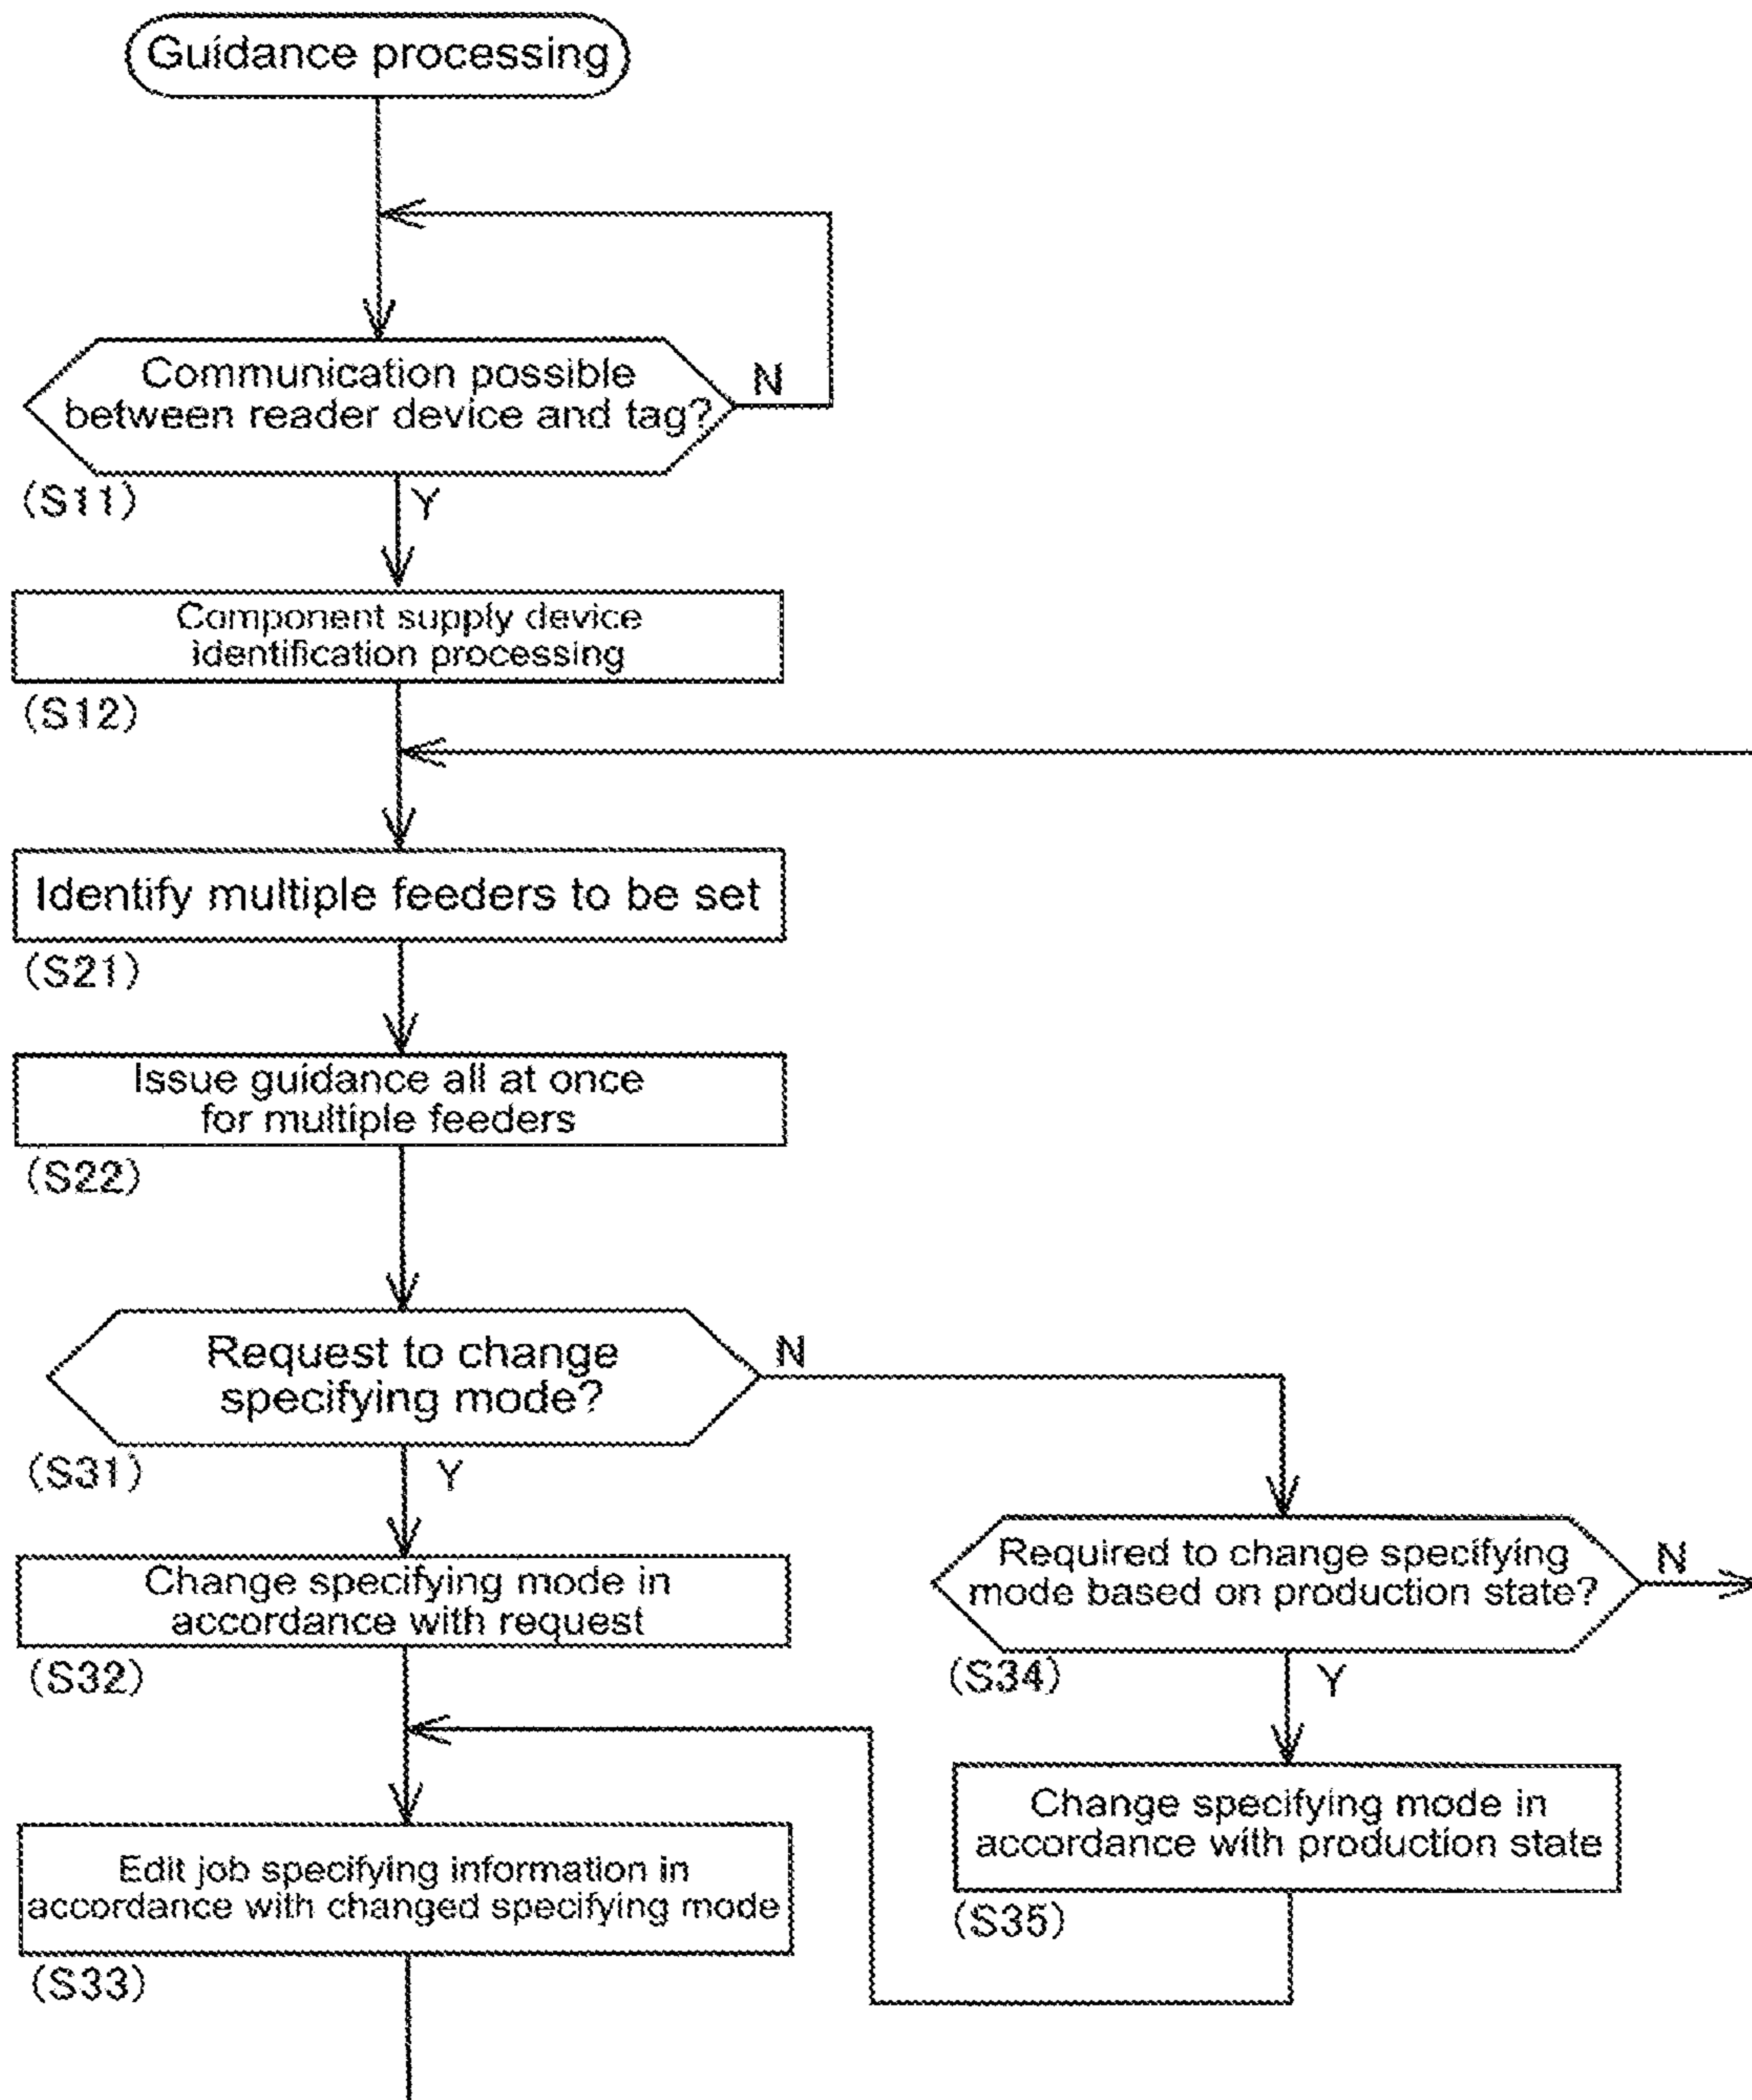 Guidance processing
Communication possible
between reader device and tag?
N
(S11)
Y
Component supply device
identification processing
(S12)
Identify multiple feeders to be set
(S21)
Issue guidance all at once
for multiple feeders
(S22)
Request to change
specifying mode?
N
(S31)
Y
Required to change specifying
mode based on production state?
N
(S34)
Y
Change specifying mode in
accordance with request
(S32)
Change specifying mode in
accordance with production state
(S35)
Edit job specifying information in
accordance with changed specifying mode
(S33)